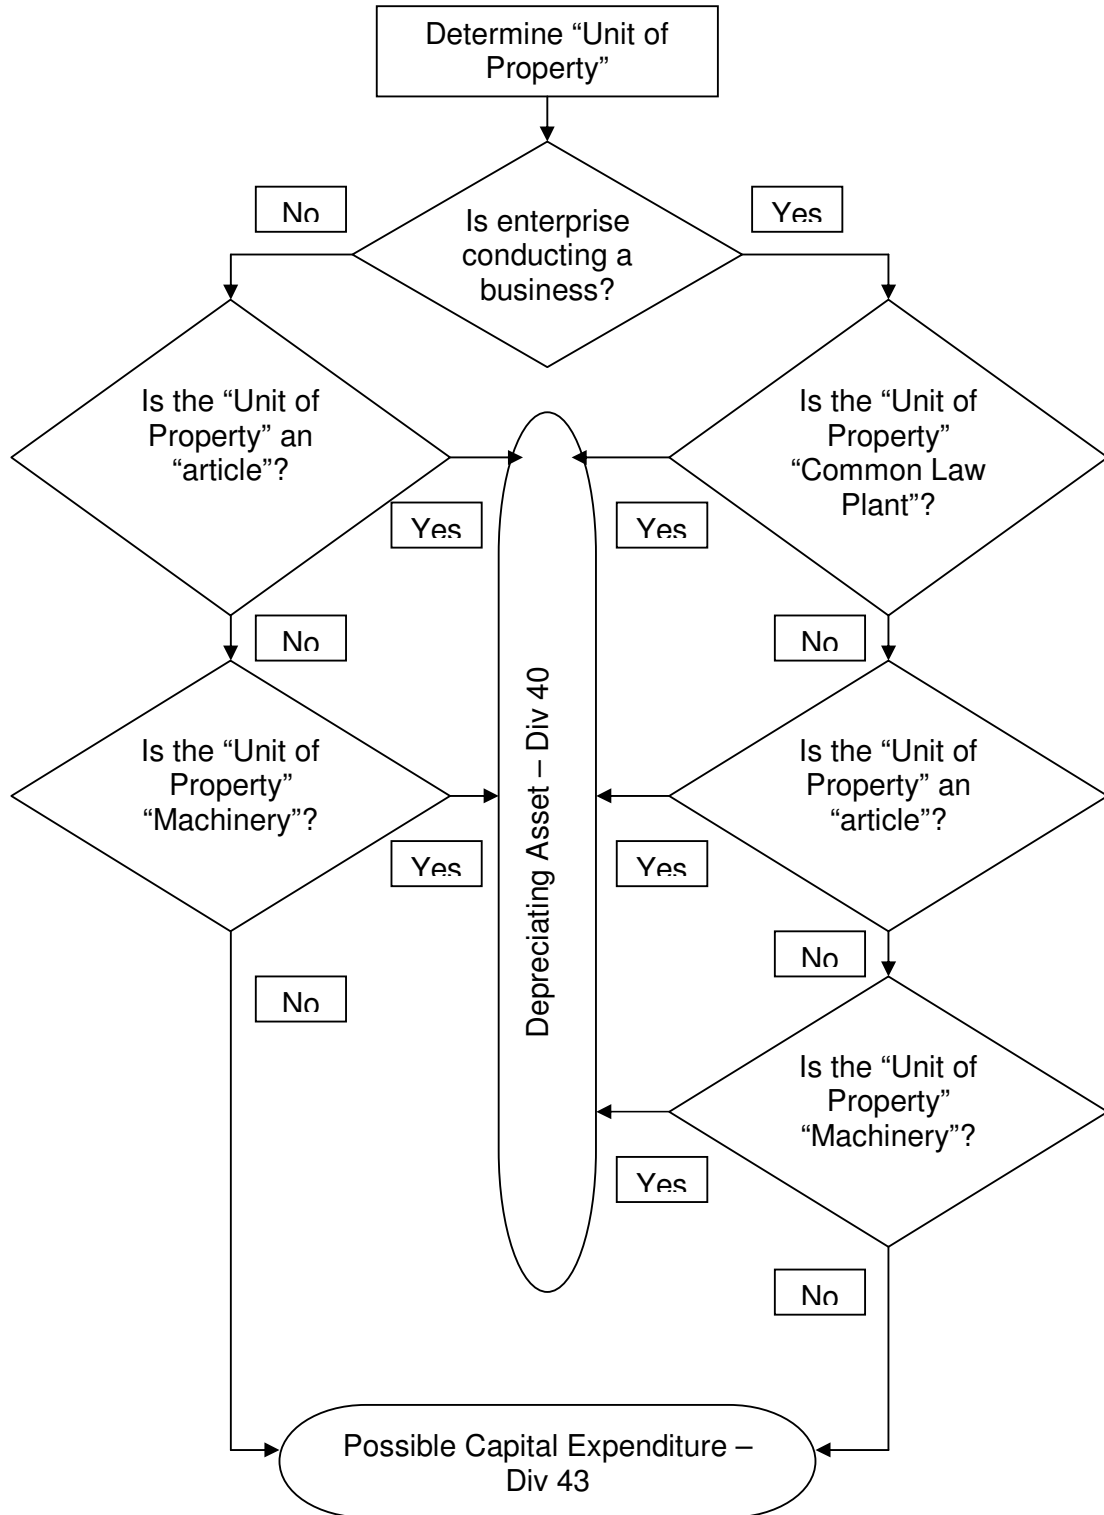 Determine “Unit of
Property”
No
Yes
Is enterprise
conducting a
business?
Is the “Unit of
Property” an
“article”?
Is the “Unit of
Property”
“Common Law
Plant”?
Yes
Yes
No
No
Is the “Unit of
Property”
“Machinery”?
Depreciating Asset – Div 40
Is the “Unit of
Property” an
“article”?
Yes
Yes
No
No
Is the “Unit of
Property”
“Machinery”?
Yes
No
Possible Capital Expenditure –
Div 43